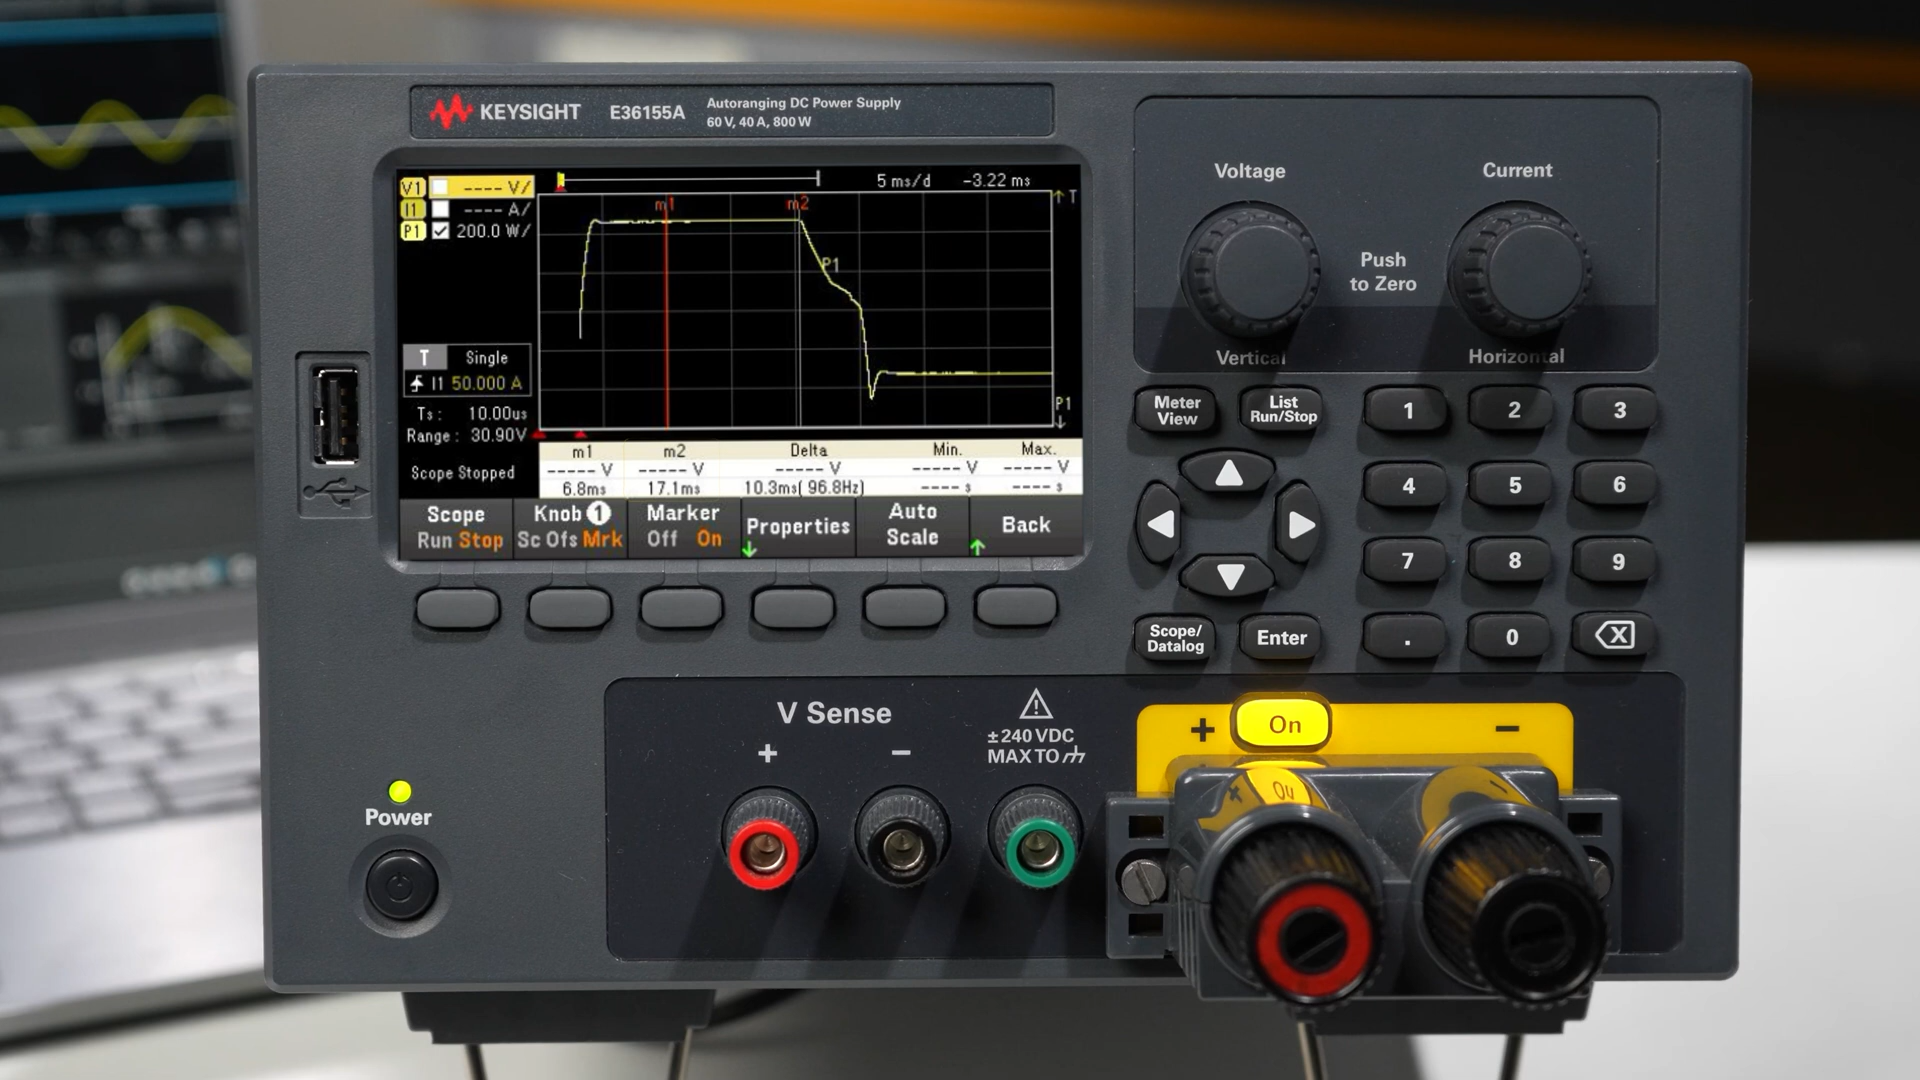 KEYSIGHT E36155A Autoranging DC Power Supply
60 V, 40 A, 800 W
V1 ---- V/
I1 ---- A/
P1 200.0 W/
5 ms/d -3.22 ms
T
m1 m2
P1
T Single
I1 50.000 A
Ts: 10.00us
Range: 30.90V
Scope Stopped
P1
m1 m2 Delta Min. Max.
----- V ----- V ----- V ----- V ----- V
6.8ms 17.1ms 10.3ms( 96.8Hz) ---- s ---- s
Scope
Run Stop
Knob 1
Sc Ofs Mrk
Marker
Off On
Properties
Auto
Scale
Back
Voltage
Current
Push
to Zero
Vertical
Horizontal
Meter
View
List
Run/Stop
1 2 3
4 5 6
7 8 9
. 0 X
Scope/
Datalog
Enter
V Sense
+ −
±240 VDC
MAX TO
+ On −
Power